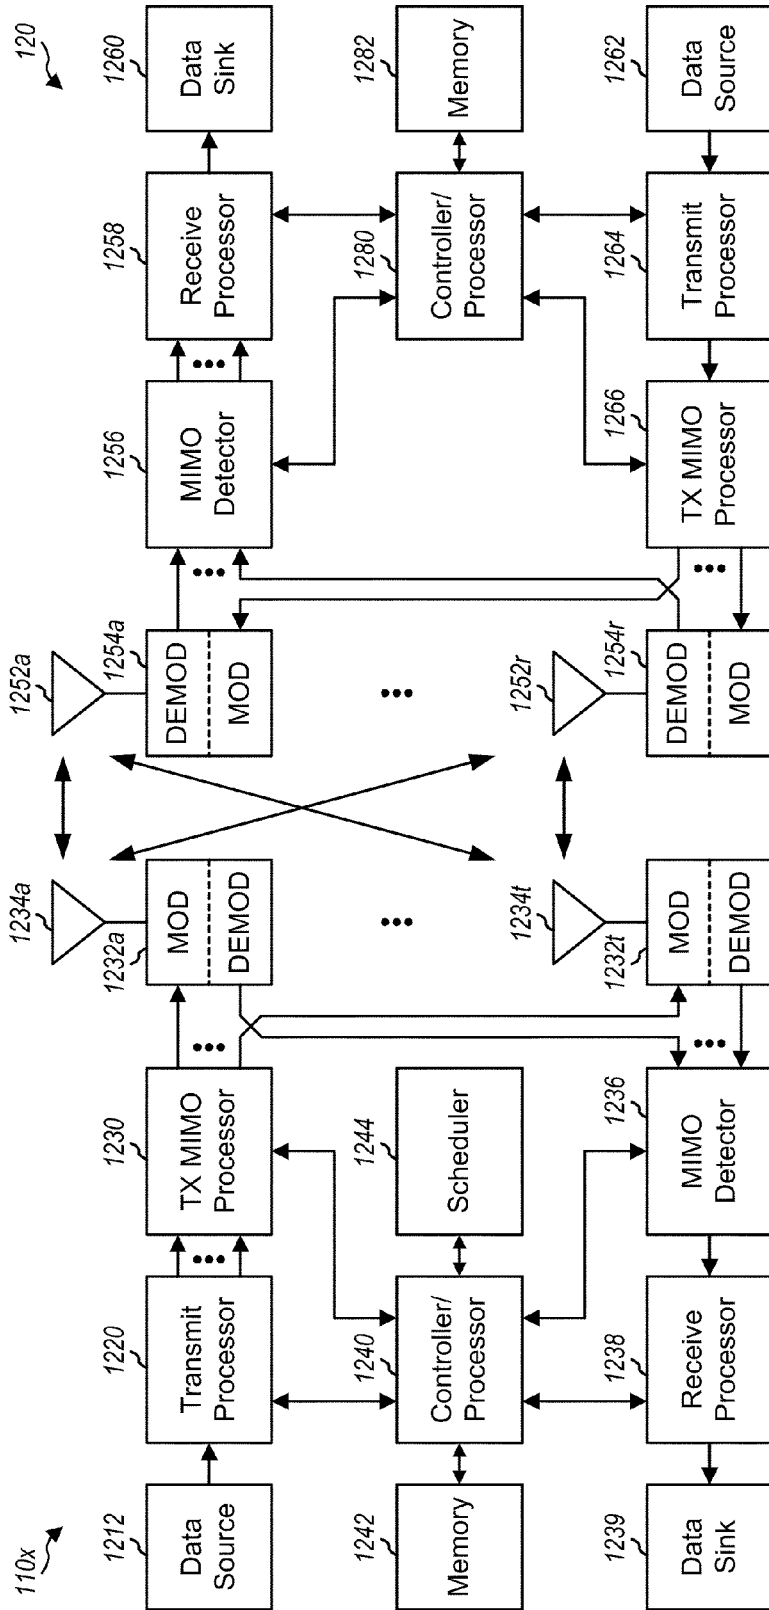 110x
120
1212
Data
Source
1220
Transmit
Processor
1230
TX MIMO
Processor
1232a
MOD
DEMOD
1234a
1252a
1254a
DEMOD
MOD
1256
MIMO
Detector
1258
Receive
Processor
1260
Data
Sink
1242
Memory
1240
Controller/
Processor
1244
Scheduler
1280
Controller/
Processor
1282
Memory
1239
Data
Sink
1238
Receive
Processor
1236
MIMO
Detector
1232t
MOD
DEMOD
1234t
1252r
1254r
DEMOD
MOD
1266
TX MIMO
Processor
1264
Transmit
Processor
1262
Data
Source